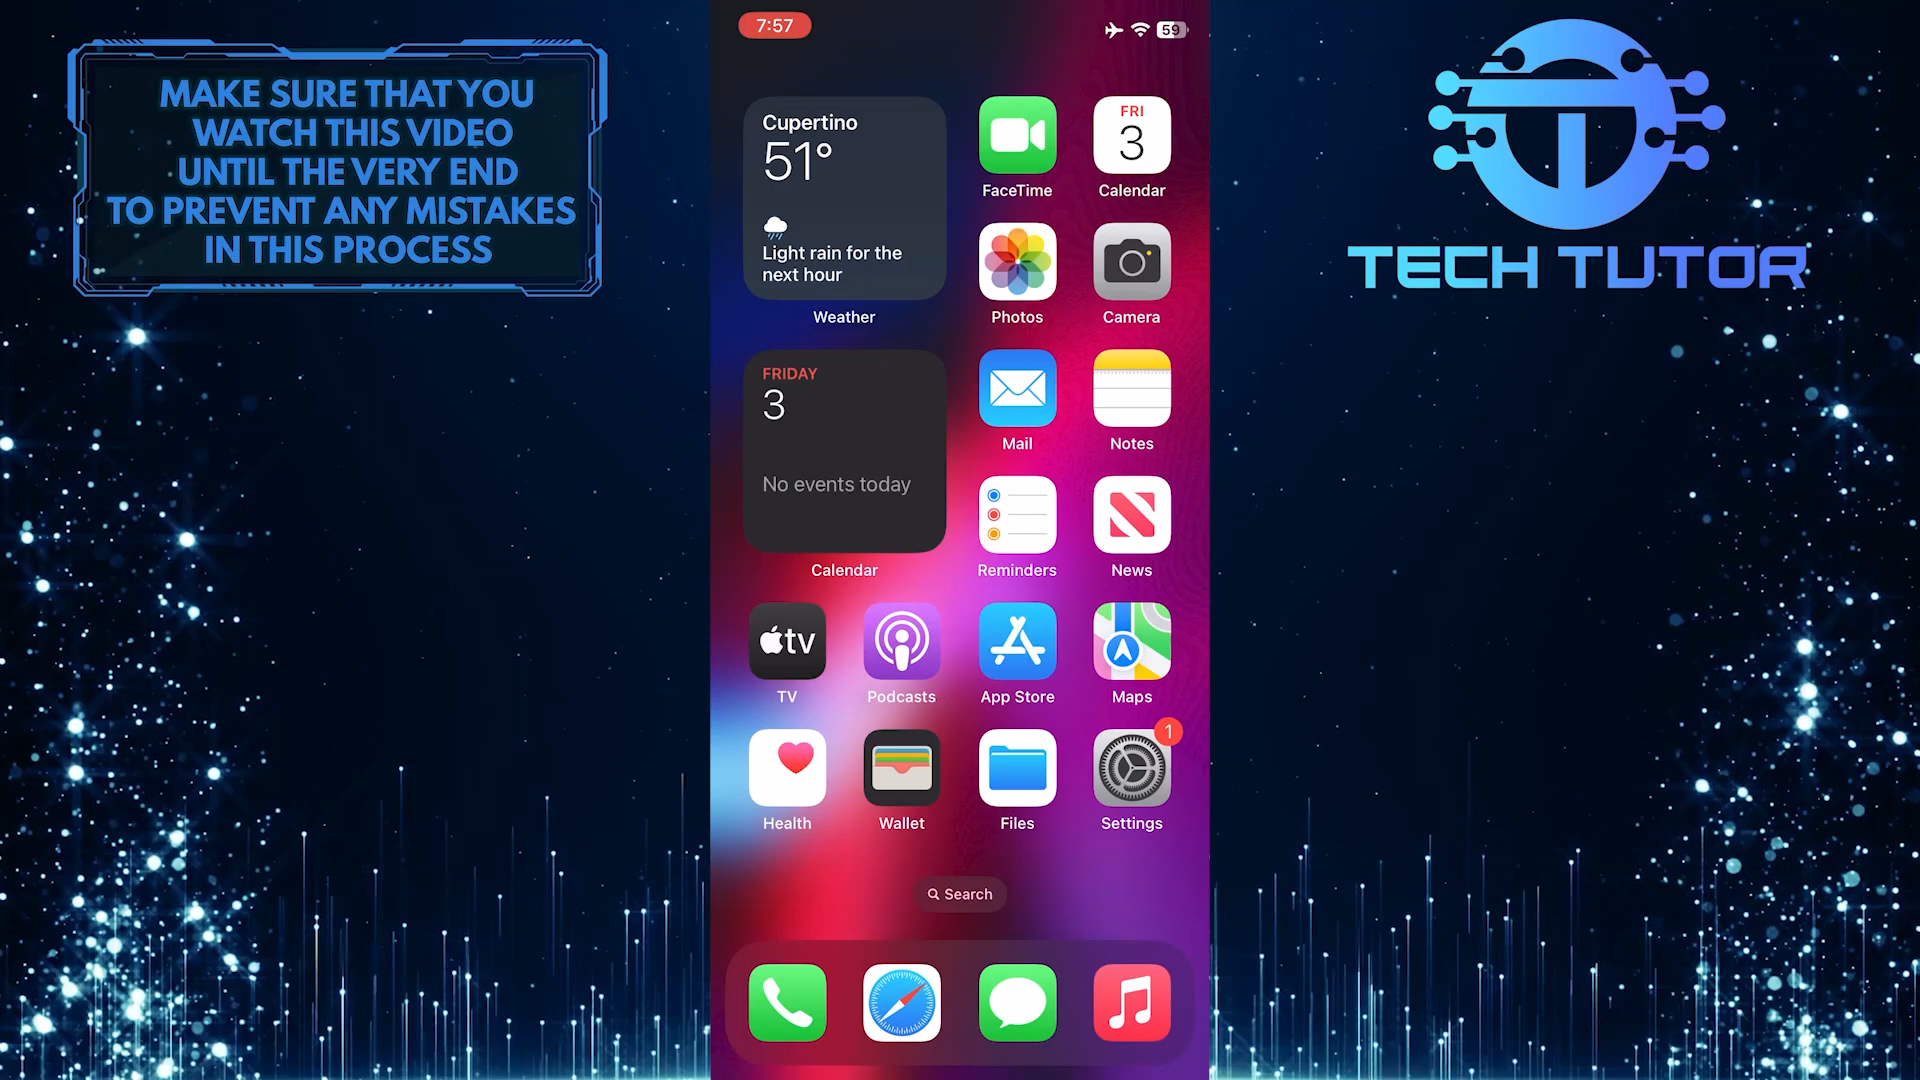 MAKE SURE THAT YOU
WATCH THIS VIDEO
UNTIL THE VERY END
TO PREVENT ANY MISTAKES
IN THIS PROCESS
7:57
59
Cupertino
51°
Light rain for the
next hour
Weather
FaceTime
FRI
3
Calendar
Photos
Camera
FRIDAY
3
No events today
Calendar
Mail
Notes
Reminders
News
tv
TV
Podcasts
App Store
Maps
Health
Wallet
Files
1
Settings
Search
T
TECH TUTOR